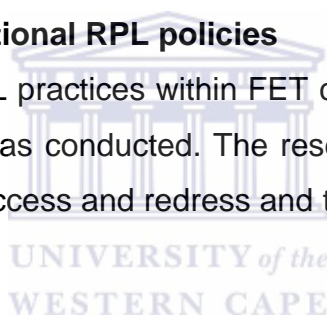 tional RPL policies
L practices within FET c
as conducted. The rese
ccess and redress and t
UNIVERSITY of the
WESTERN CAPE